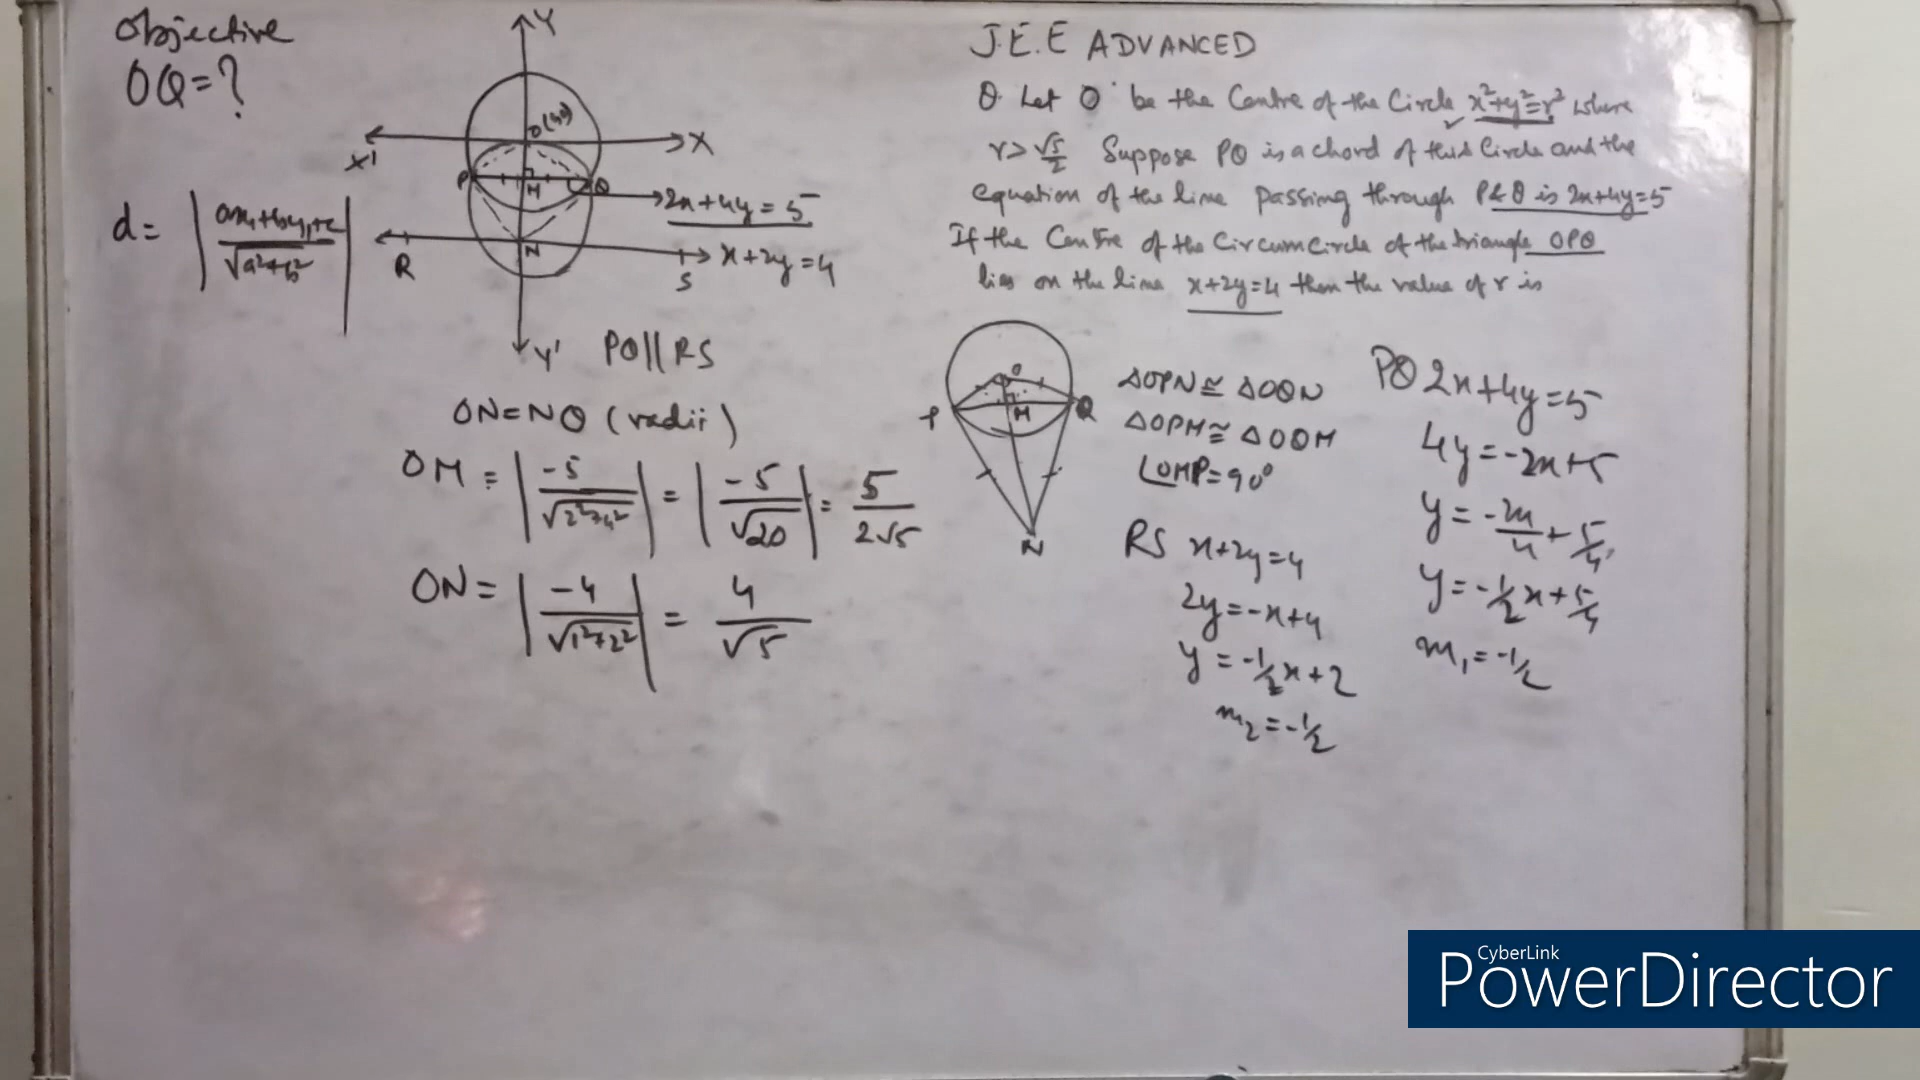 Objective
OQ=?
Y
O(0,0)
X'
X
P
M
Q
2x+4y=5
d= |ax₁+by₁+c / √a²+b²|
R
N
S
x+2y=4
Y'
PQ||RS
ON=NQ (radii)
OM = |-5 / √2²+4²| = |-5 / √20| = 5 / 2√5
ON = |-4 / √1²+2²| = 4 / √5
J.E.E ADVANCED
Q. Let O be the Centre of the Circle x²+y²=r² where
r>√5/2 Suppose PQ is a chord of this Circle and the
equation of the line passing through P&Q is 2x+4y=5
If the Centre of the Circumcircle of the triangle OPQ
lies on the line x+2y=4 then the value of r is
O
P
M
Q
N
△OPN≅△OQN
△OPM≅△OQM
∠OMP=90°
RS x+2y=4
2y=-x+4
y=-1/2x+2
m₂=-1/2
PQ 2x+4y=5
4y=-2x+5
y=-2x/4+5/4
y=-1/2x+5/4
m₁=-1/2
CyberLink
PowerDirector